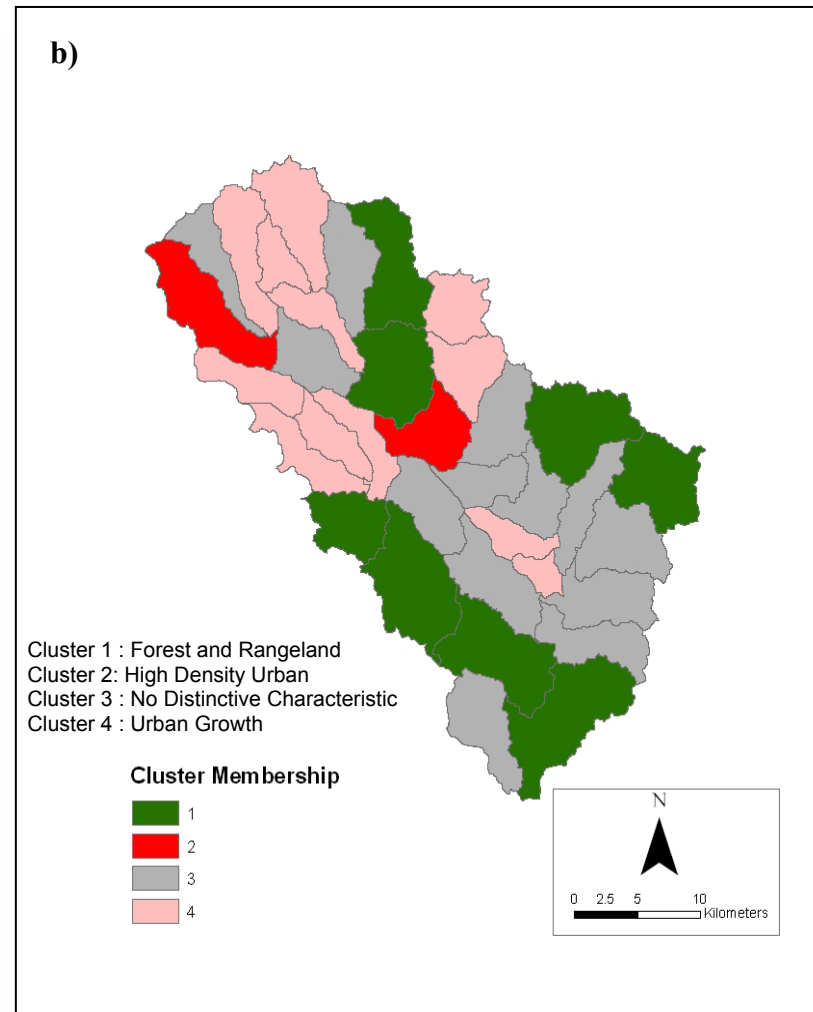 b)
Cluster 1 : Forest and Rangeland
Cluster 2: High Density Urban
Cluster 3 : No Distinctive Characteristic
Cluster 4 : Urban Growth
Cluster Membership
1
2
3
4
N
0 2.5 5 10
Kilometers